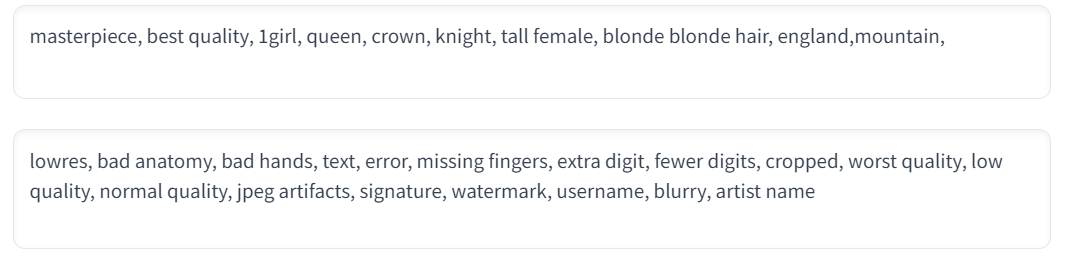 masterpiece, best quality, 1girl, queen, crown, knight, tall female, blonde blonde hair, england,mountain,
lowres, bad anatomy, bad hands, text, error, missing fingers, extra digit, fewer digits, cropped, worst quality, low
quality, normal quality, jpeg artifacts, signature, watermark, username, blurry, artist name